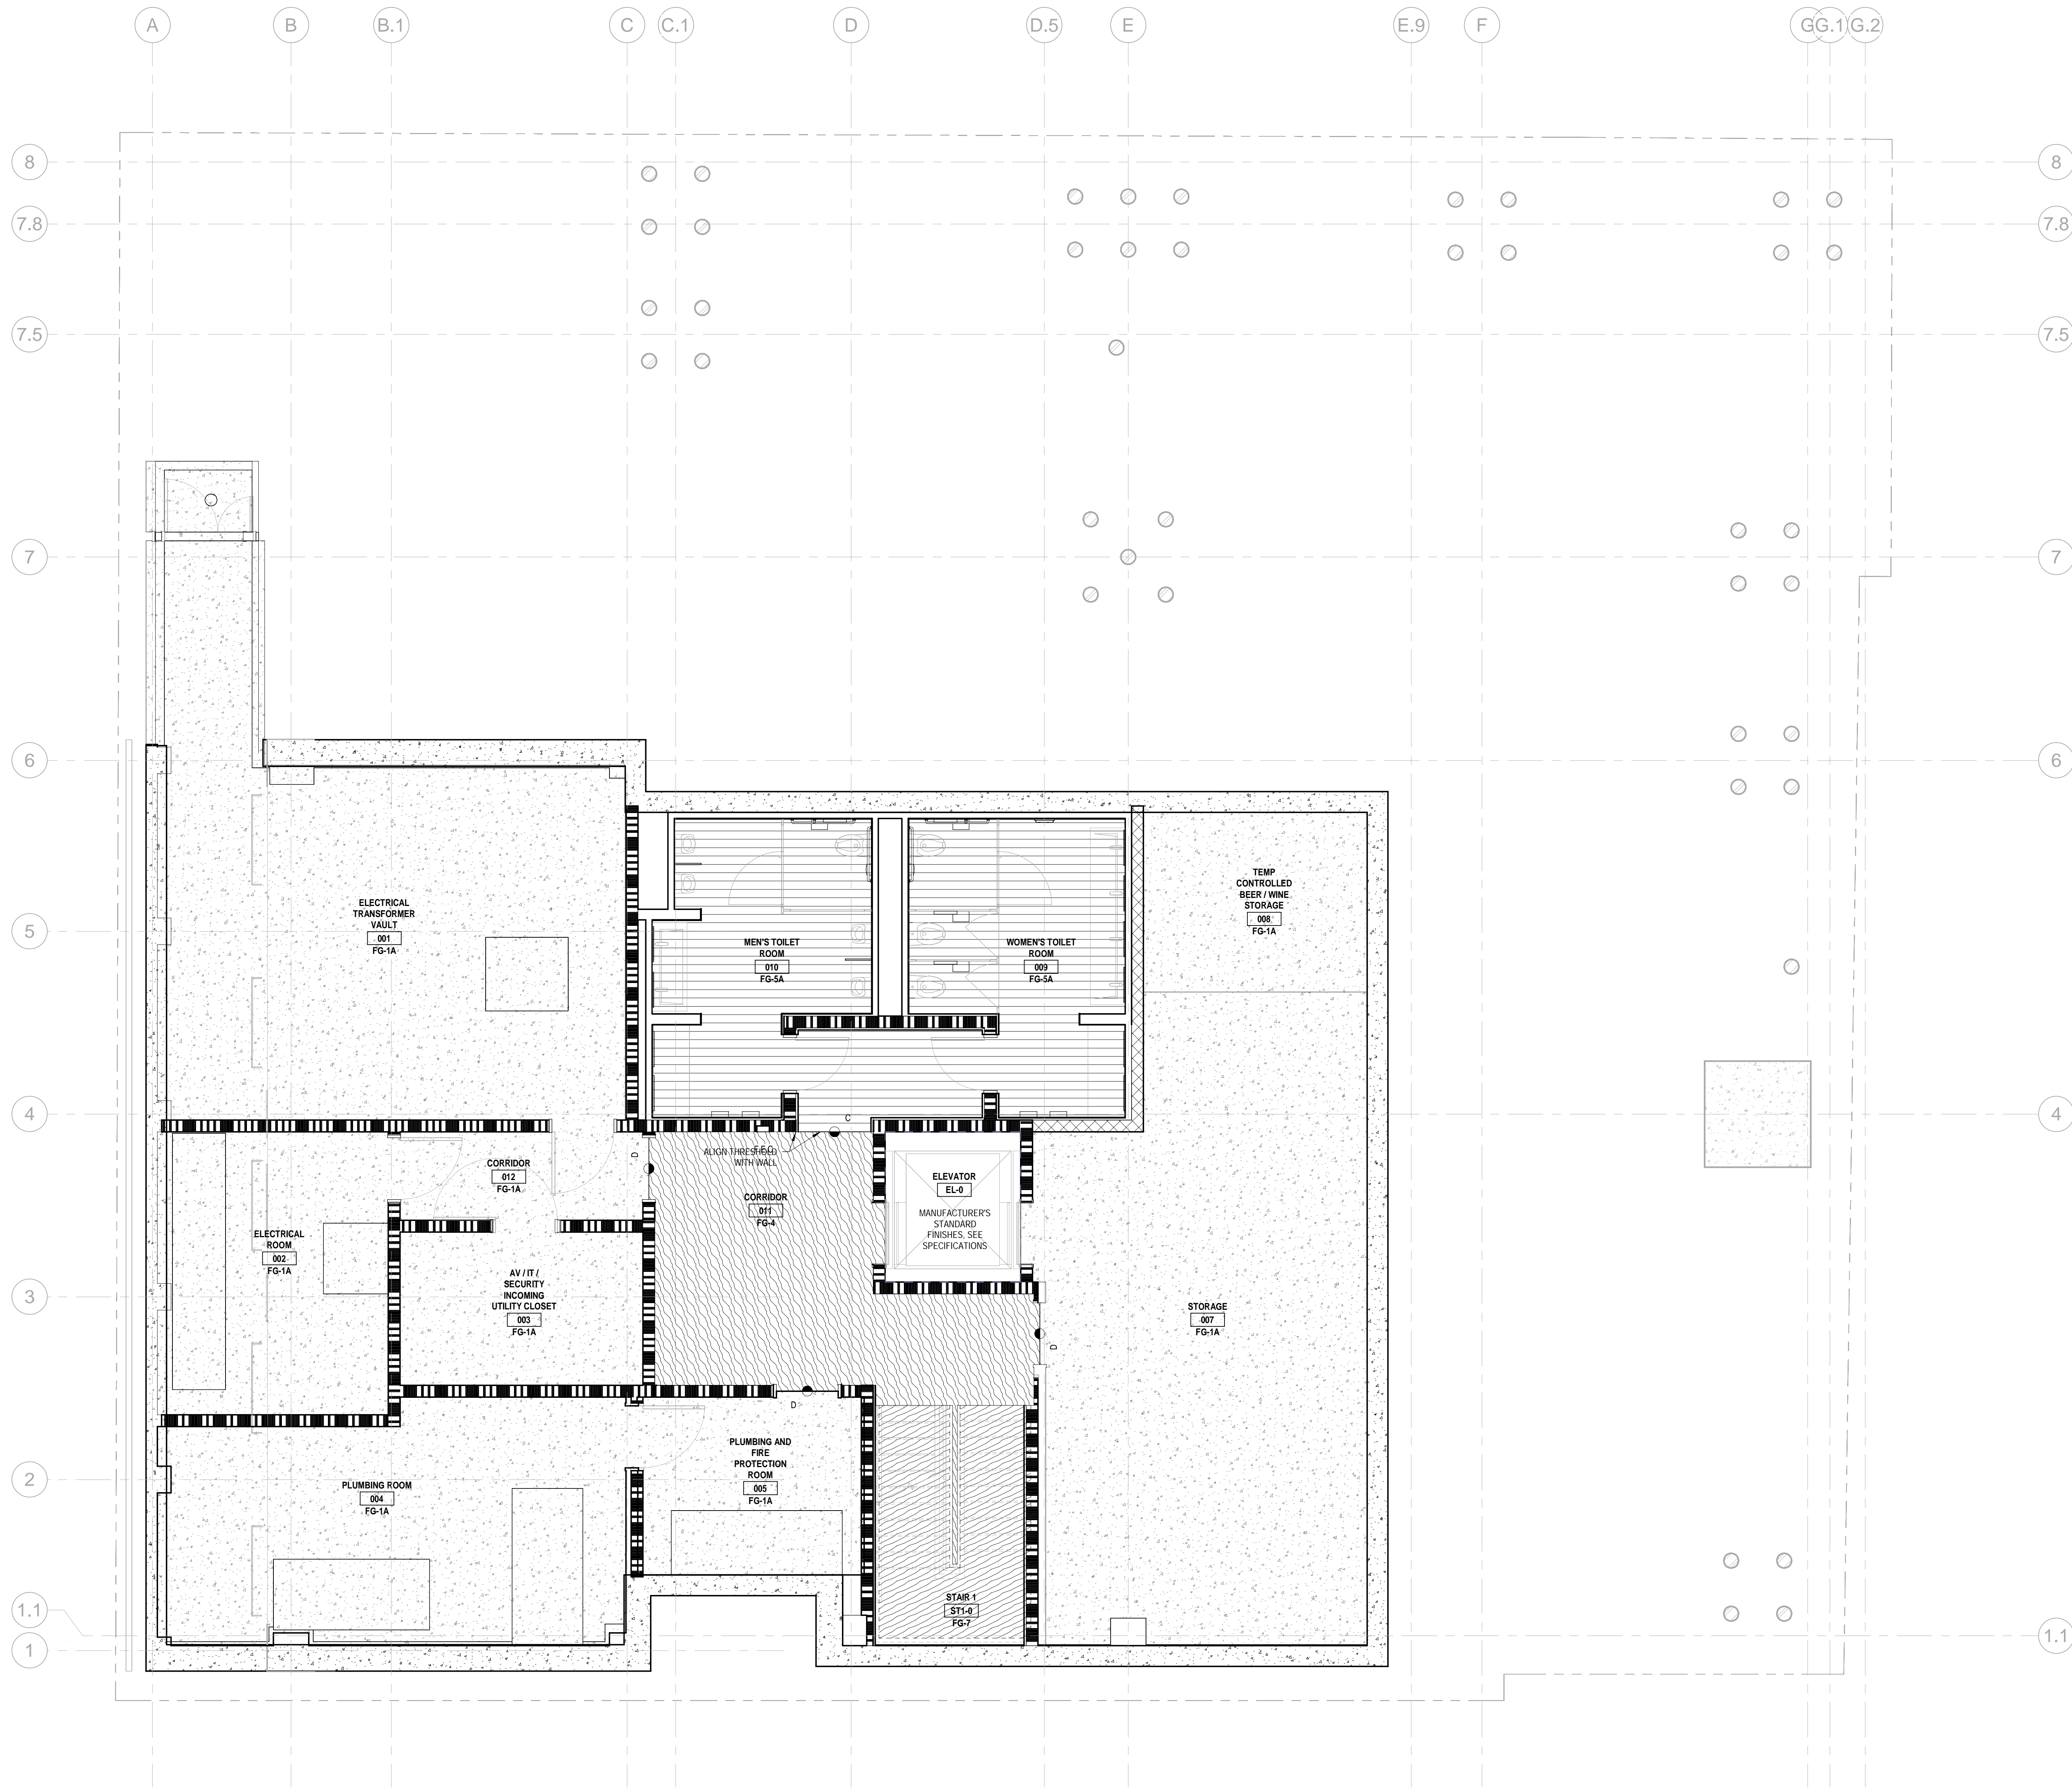 A
B
B.1
C
C.1
D
D.5
E
E.9
F
G
G.1
G.2
8
8
7.8
7.8
7.5
7.5
7
7
6
6
TEMP
CONTROLLED
BEER / WINE
STORAGE
008
FG-1A
ELECTRICAL
TRANSFORMER
VAULT
001
FG-1A
5
5
MEN'S TOILET
ROOM
010
FG-5A
WOMEN'S TOILET
ROOM
009
FG-5A
4
4
C
F.E.C.
ALIGN THRESHOLD
WITH WALL
D
CORRIDOR
012
FG-1A
ELEVATOR
EL-0
MANUFACTURER'S
STANDARD
FINISHES, SEE
SPECIFICATIONS
CORRIDOR
011
FG-4
ELECTRICAL
ROOM
002
FG-1A
AV / IT /
SECURITY
INCOMING
UTILITY CLOSET
003
FG-1A
3
3
STORAGE
007
FG-1A
D
D
PLUMBING AND
FIRE
PROTECTION
ROOM
005
FG-1A
2
2
PLUMBING ROOM
004
FG-1A
STAIR 1
ST1-0
FG-7
1.1
1.1
1